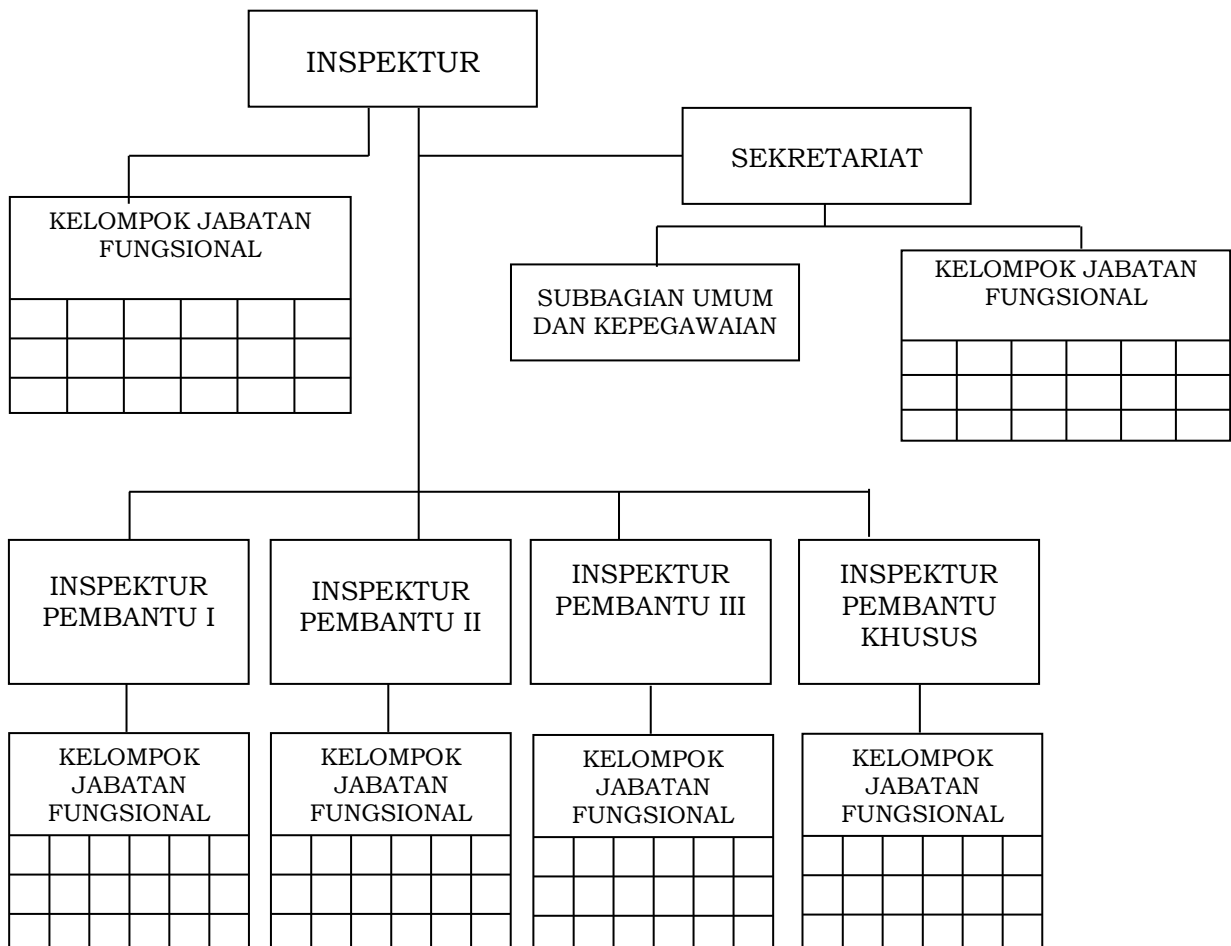 INSPEKTUR
SEKRETARIAT
KELOMPOK JABATAN
FUNGSIONAL
SUBBAGIAN UMUM
DAN KEPEGAWAIAN
KELOMPOK JABATAN
FUNGSIONAL
INSPEKTUR
PEMBANTU I
INSPEKTUR
PEMBANTU II
INSPEKTUR
PEMBANTU III
INSPEKTUR
PEMBANTU
KHUSUS
KELOMPOK
JABATAN
FUNGSIONAL
KELOMPOK
JABATAN
FUNGSIONAL
KELOMPOK
JABATAN
FUNGSIONAL
KELOMPOK
JABATAN
FUNGSIONAL